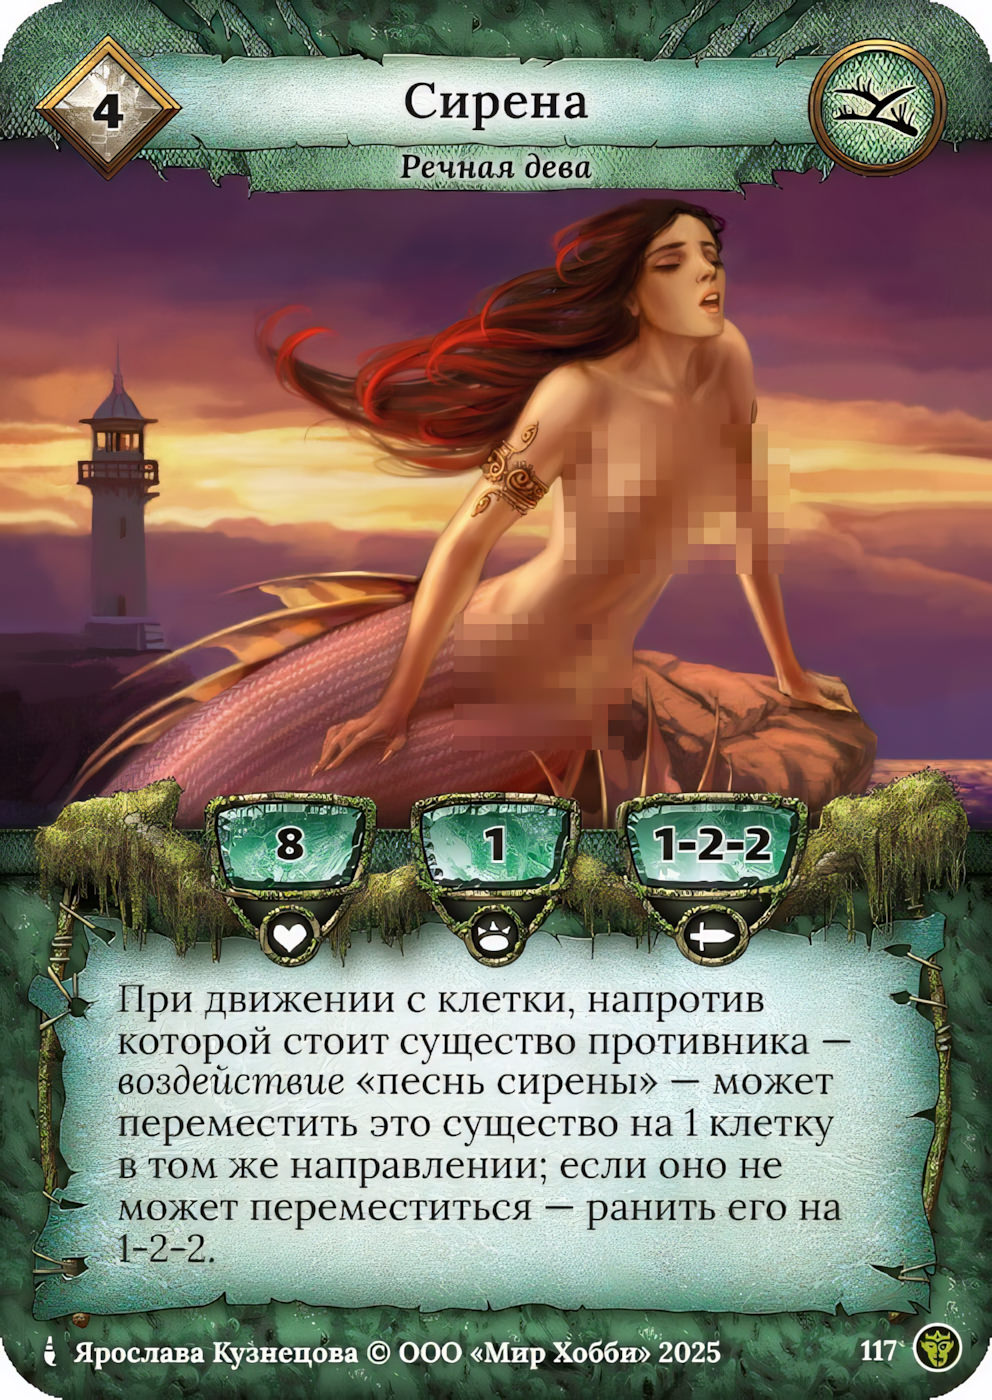 4
Сирена
Речная дева
8
1
1-2-2
При движении с клетки, напротив
которой стоит существо противника —
воздействие «песнь сирены» — может
переместить это существо на 1 клетку
в том же направлении; если оно не
может переместиться — ранить его на
1-2-2.
Ярослава Кузнецова © ООО «Мир Хобби» 2025
117